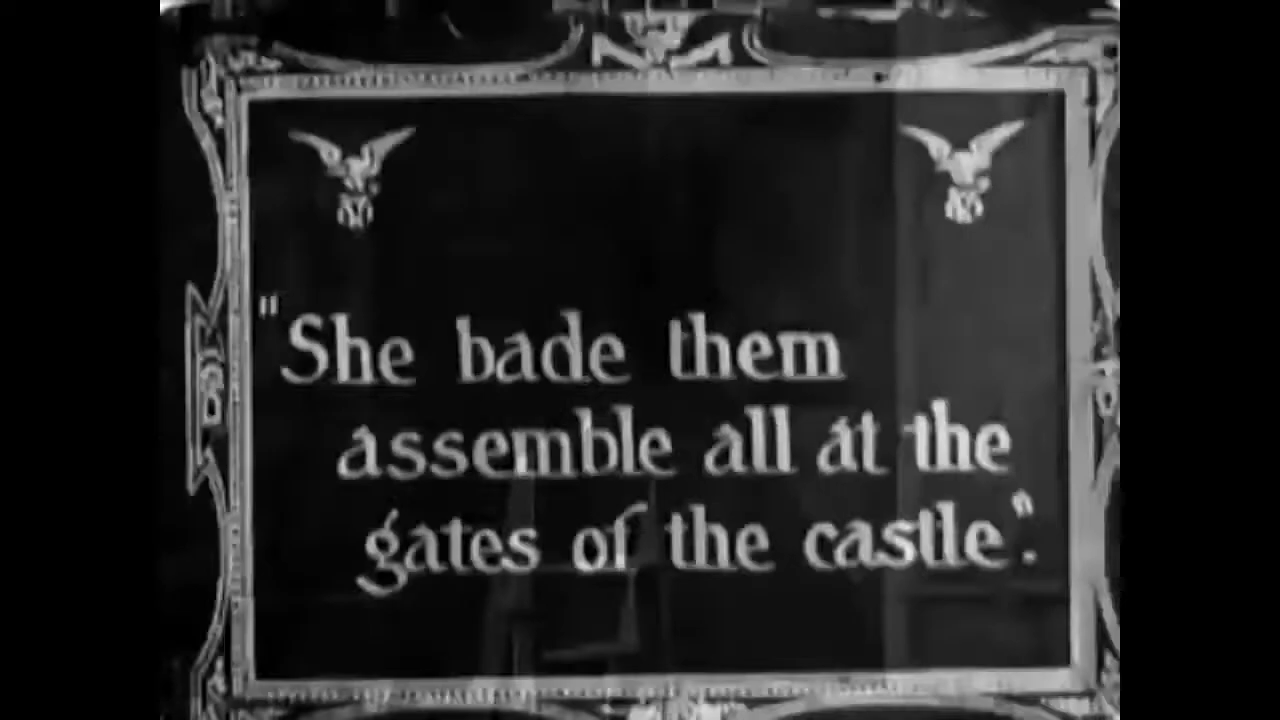 "She bade them
assemble all at the
gates of the castle".